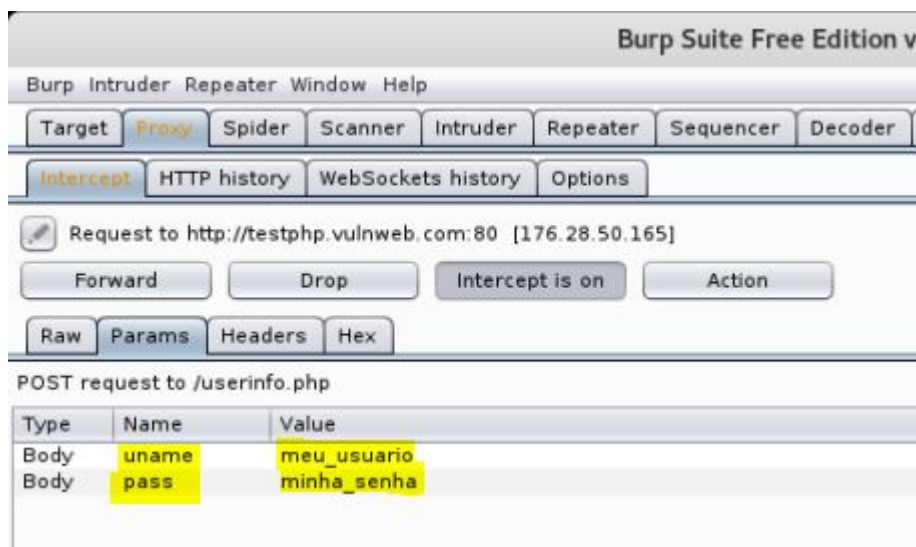 Burp Suite Free Edition v
Burp Intruder Repeater Window Help
Target Proxy Spider Scanner Intruder Repeater Sequencer Decoder
Intercept HTTP history WebSockets history Options
Request to http://testphp.vulnweb.com:80 [176.28.50.165]
Forward Drop Intercept is on Action
Raw Params Headers Hex
POST request to /userinfo.php
Type Name Value
Body uname meu_usuario
Body pass minha_senha